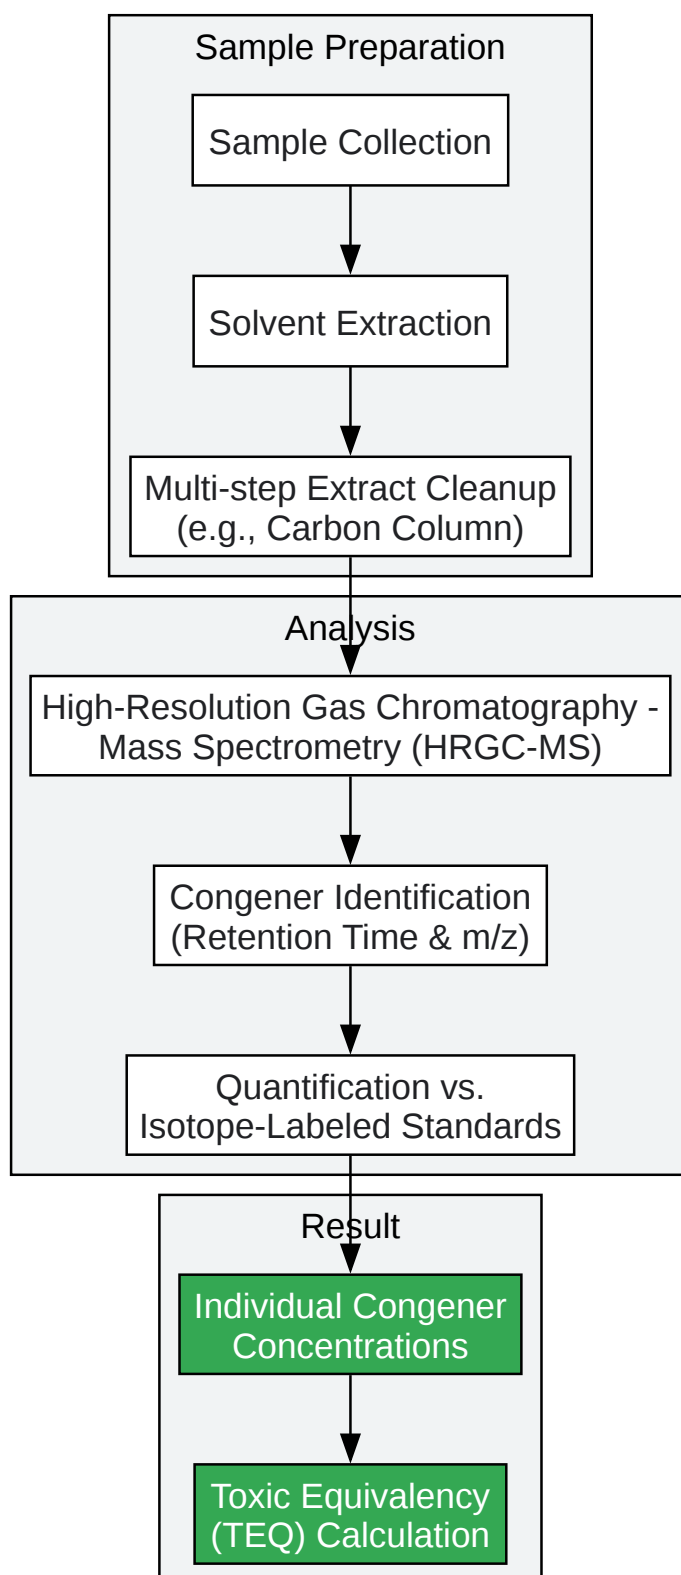 Sample Preparation
Sample Collection
Solvent Extraction
Multi-step Extract Cleanup
(e.g., Carbon Column)
Analysis
High-Resolution Gas Chromatography -
Mass Spectrometry (HRGC-MS)
Congener Identification
(Retention Time & m/z)
Quantification vs.
Isotope-Labeled Standards
Result
Individual Congener
Concentrations
Toxic Equivalency
(TEQ) Calculation